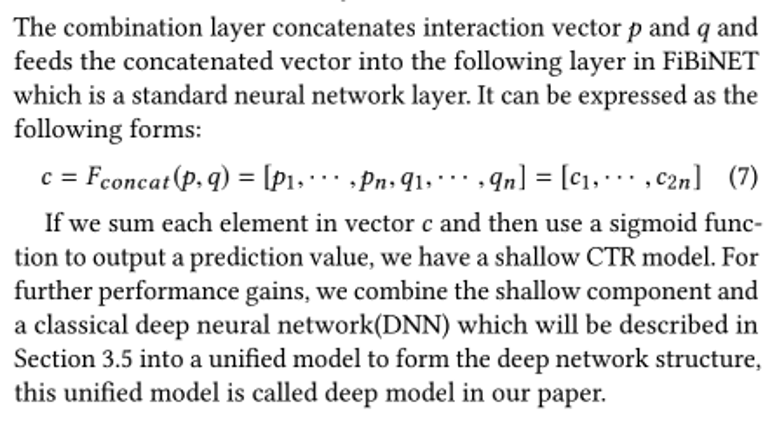 The combination layer concatenates interaction vector p and q and
feeds the concatenated vector into the following layer in FiBiNET
which is a standard neural network layer. It can be expressed as the
following forms:
c = F_{concat}(p, q) = [p_1, ⋯ , p_n, q_1, ⋯ , q_n] = [c_1, ⋯ , c_{2n}] (7)
If we sum each element in vector c and then use a sigmoid func-
tion to output a prediction value, we have a shallow CTR model. For
further performance gains, we combine the shallow component and
a classical deep neural network(DNN) which will be described in
Section 3.5 into a unified model to form the deep network structure,
this unified model is called deep model in our paper.